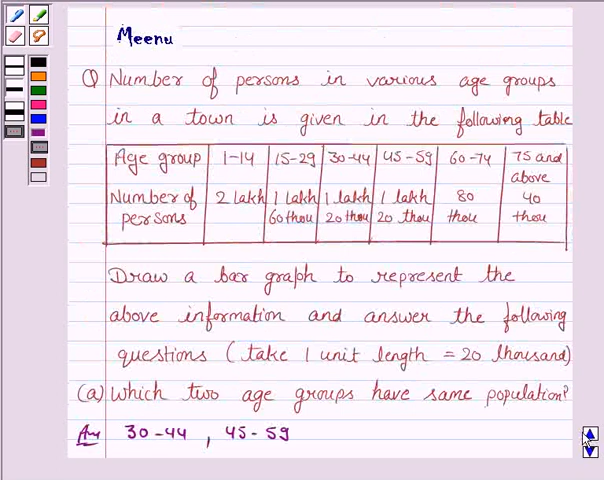 Meenu
Q Number of persons in various age groups
in a town is given in the following table
Age group 1-14 15-29 30-44 45-59 60-74 75 and above
Number of persons 2 lakh 1 lakh 60 thou 1 lakh 20 thou 1 lakh 20 thou 80 thou 40 thou
Draw a bar graph to represent the
above information and answer the following
questions (take 1 unit length = 20 thousand)
(a) Which two age groups have same population?
Ans 30-44, 45-59